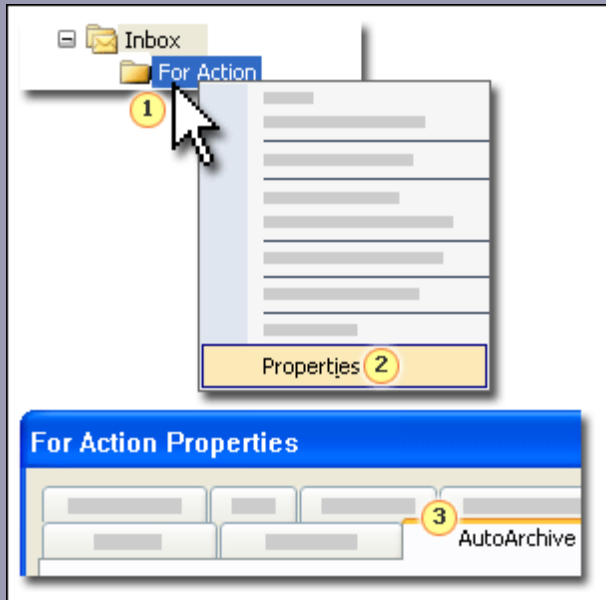 Inbox
For Action
1
Properties 2
For Action Properties
3
AutoArchive